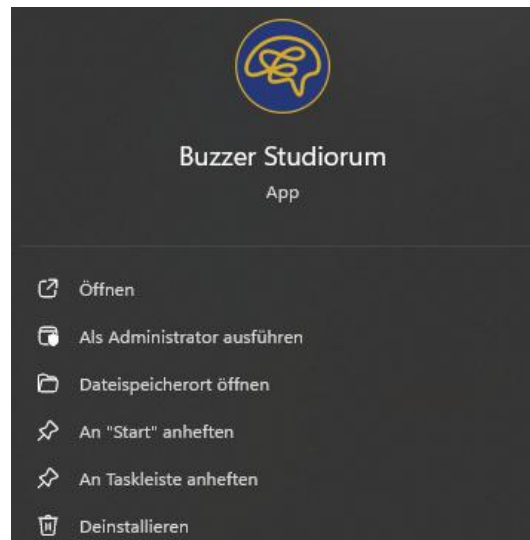 Buzzer Studiorum
App
Öffnen
Als Administrator ausführen
Dateispeicherort öffnen
An "Start" anheften
An Taskleiste anheften
Deinstallieren